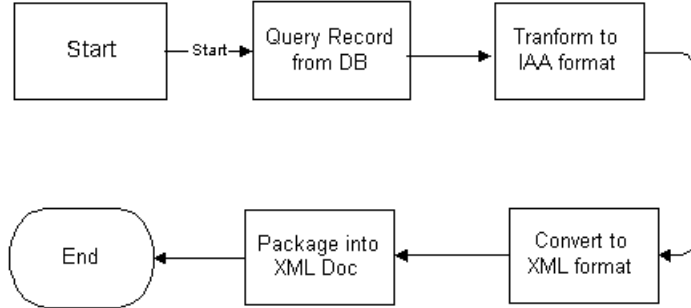 Start
Start
Query Record
from DB
Tranform to
IAA format
Convert to
XML format
Package into
XML Doc
End